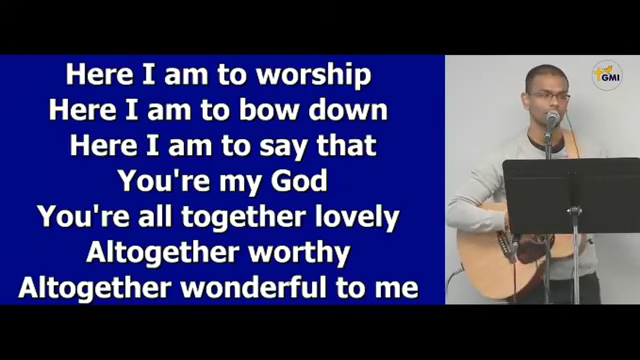 Here I am to worship
Here I am to bow down
Here I am to say that
You're my God
You're all together lovely
Altogether worthy
Altogether wonderful to me
GMI